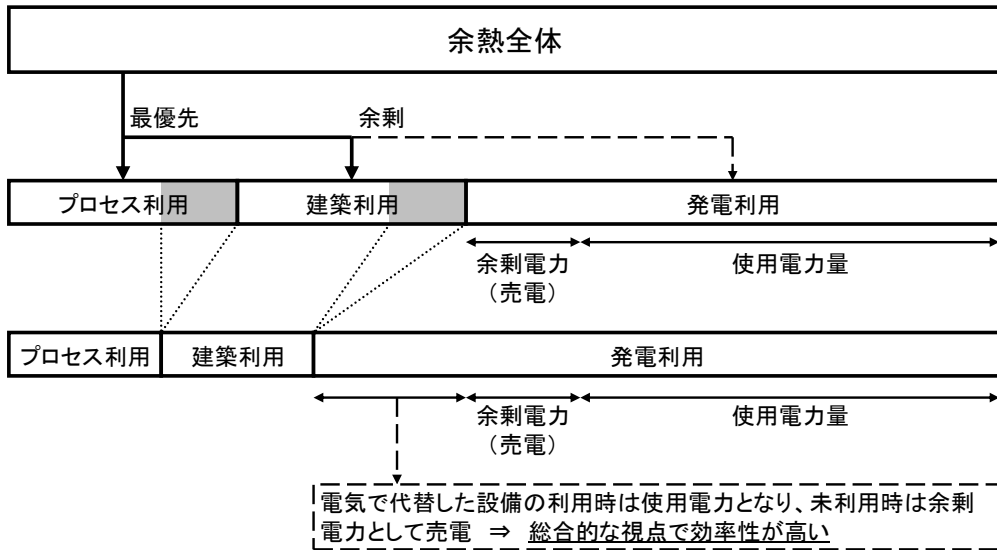 余熱全体
最優先
余剰
プロセス利用
建築利用
発電利用
余剰電力
（売電）
使用電力量
プロセス利用
建築利用
発電利用
余剰電力
（売電）
使用電力量
電気で代替した設備の利用時は使用電力となり、未利用時は余剰
電力として売電 ⇒ 総合的な視点で効率性が高い